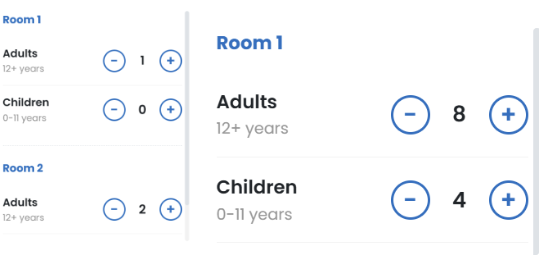 Room 1
Adults
12+ years
- 1 +
Children
0-11 years
- 0 +
Room 2
Adults
12+ years
- 2 +
Room 1
Adults
12+ years
- 8 +
Children
0-11 years
- 4 +